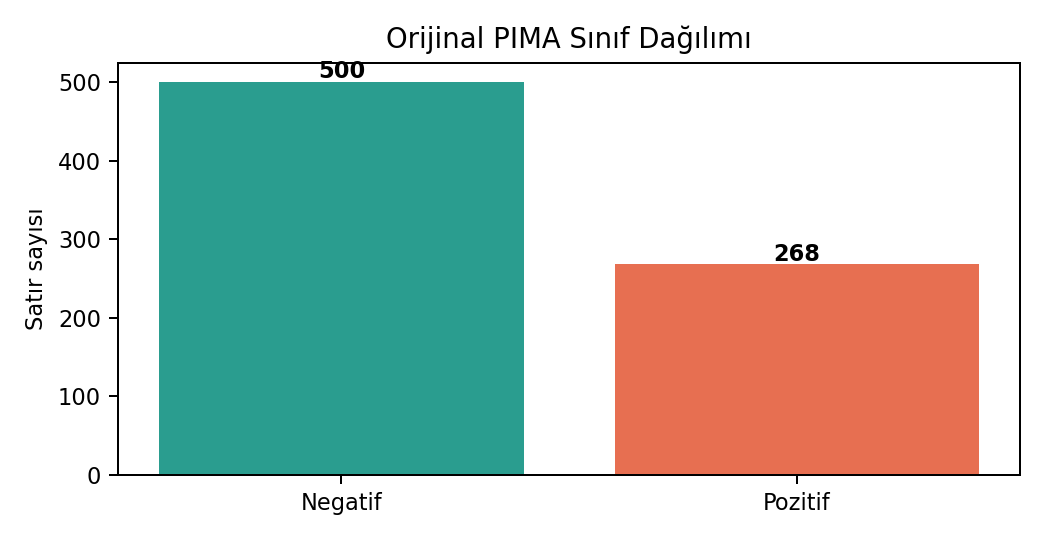 Orijinal PIMA Sınıf Dağılımı
Satır sayısı
500
400
300
200
100
0
500
268
Negatif
Pozitif